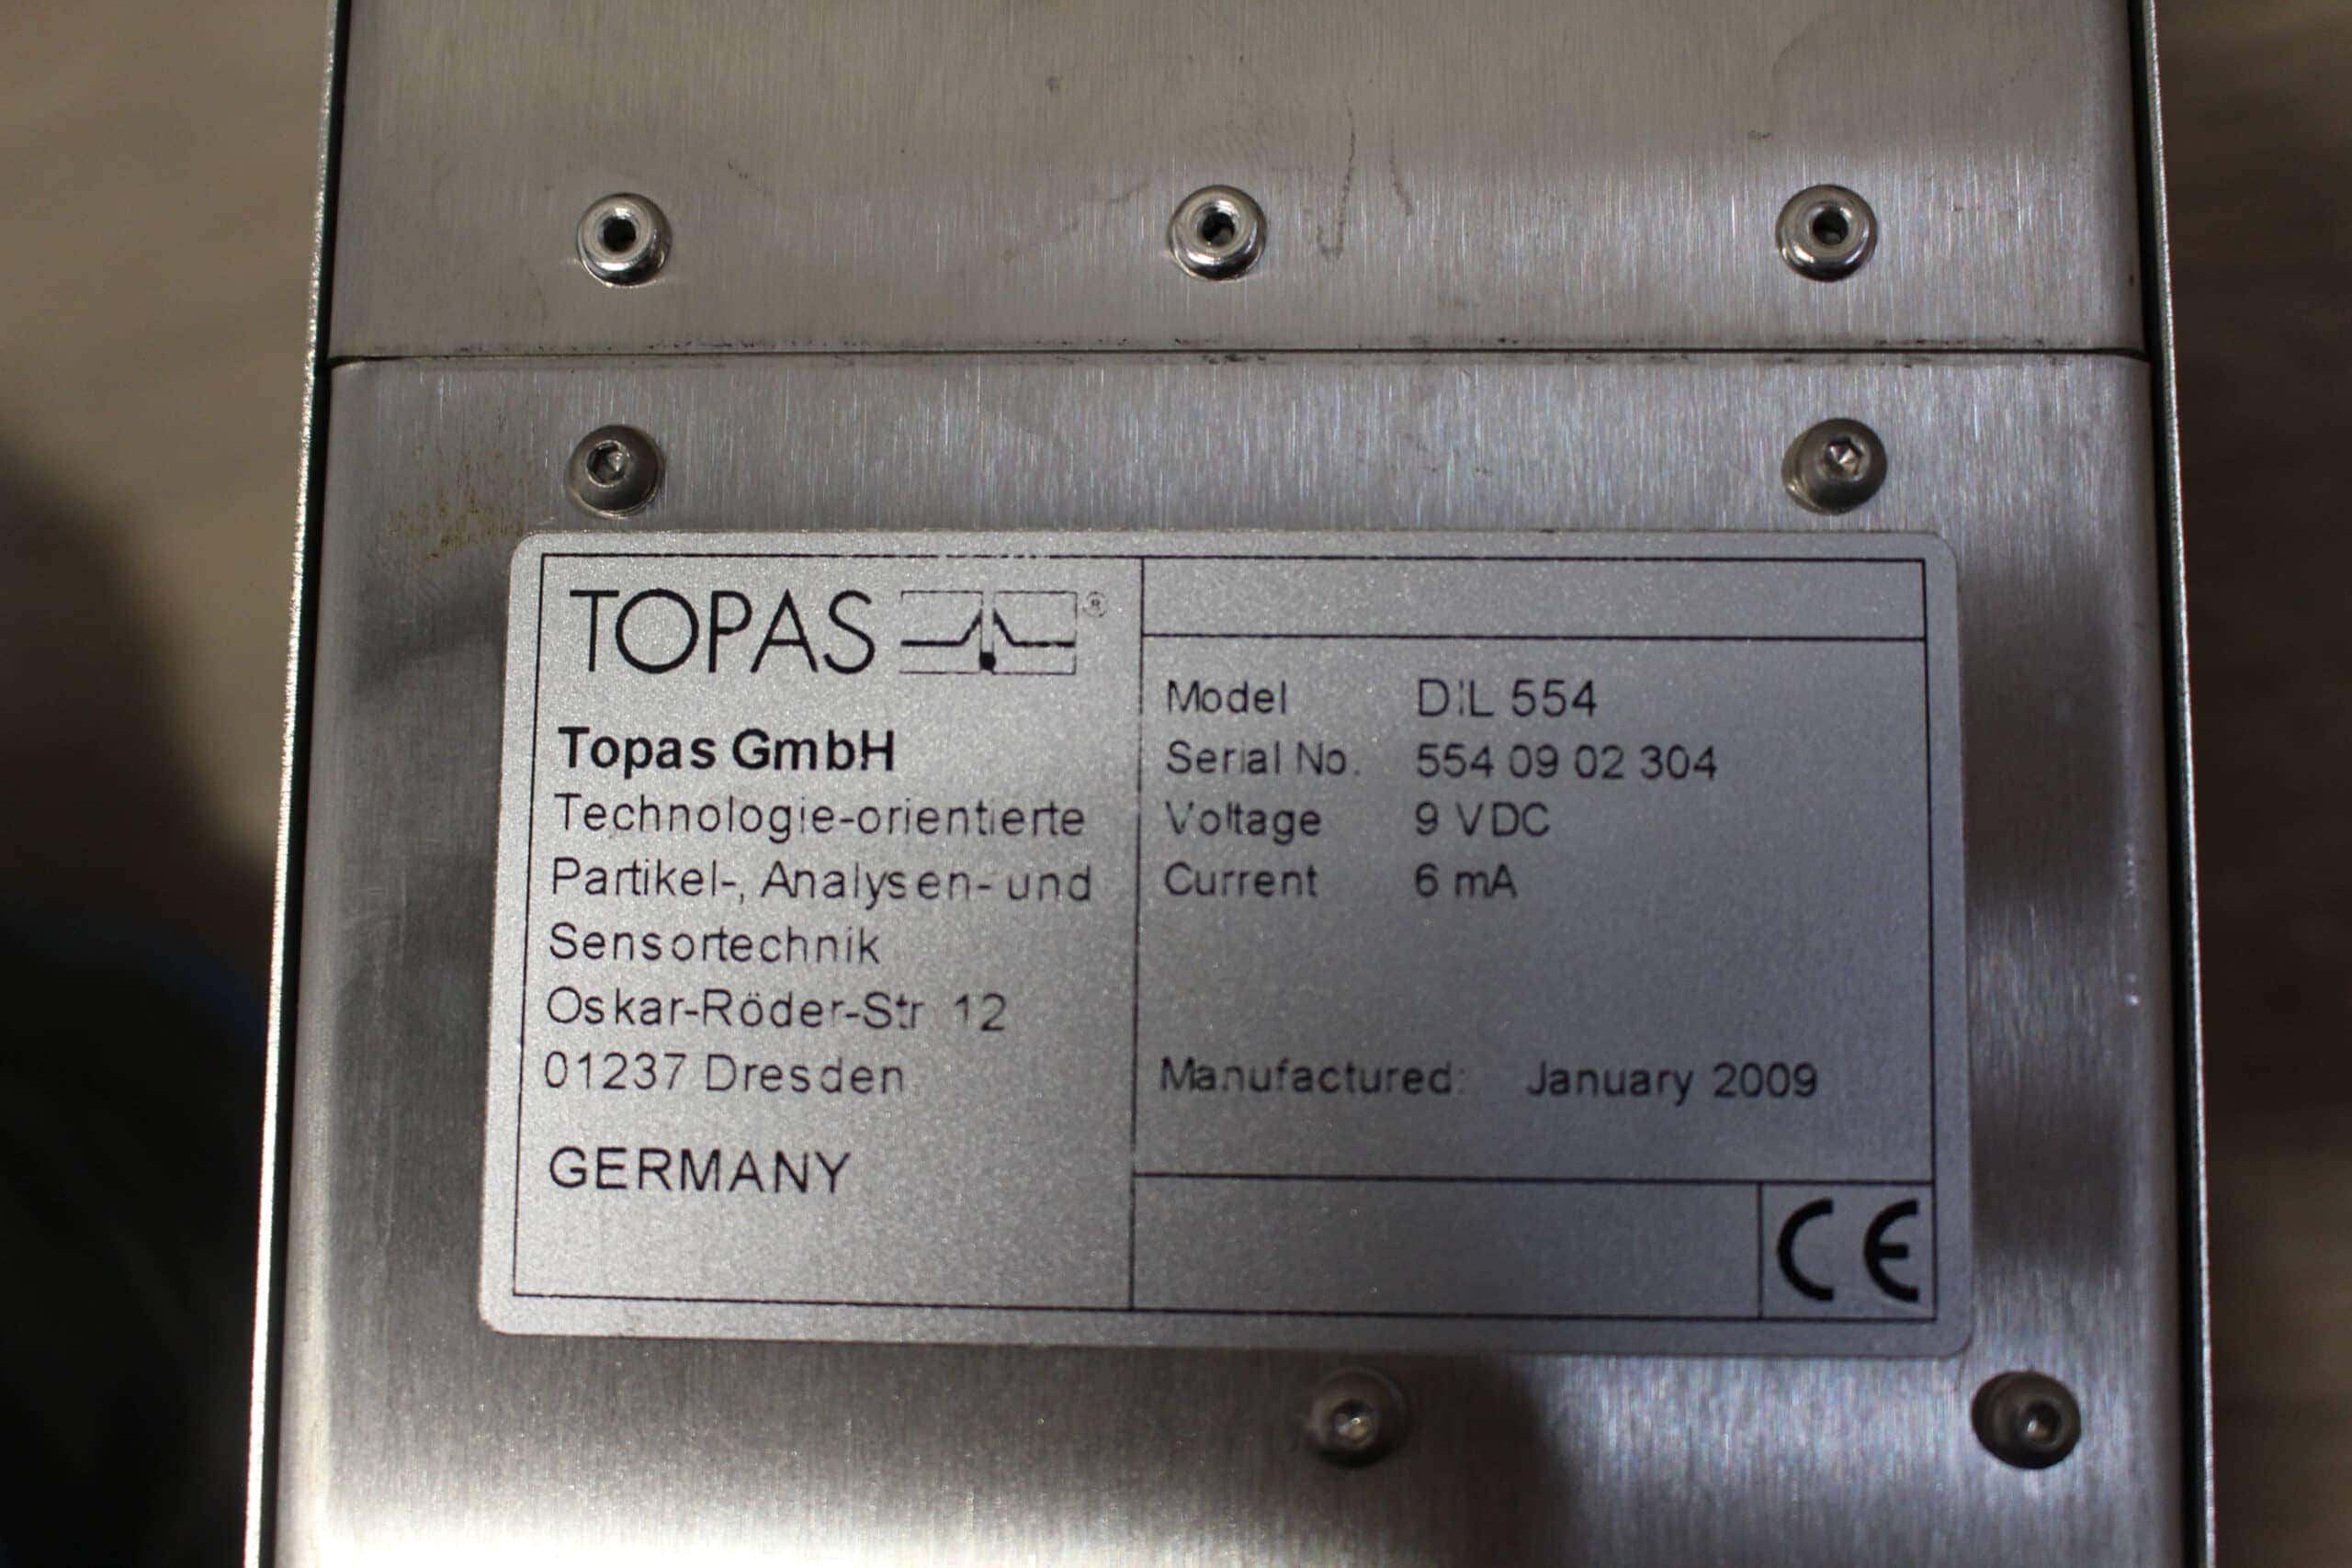 TOPAS ®
Topas GmbH
Technologie-orientierte
Partikel-, Analysen- und
Sensortechnik
Oskar-Röder-Str 12
01237 Dresden
GERMANY
Model DIL 554
Serial No. 554 09 02 304
Voltage 9 VDC
Current 6 mA
Manufactured: January 2009
CE